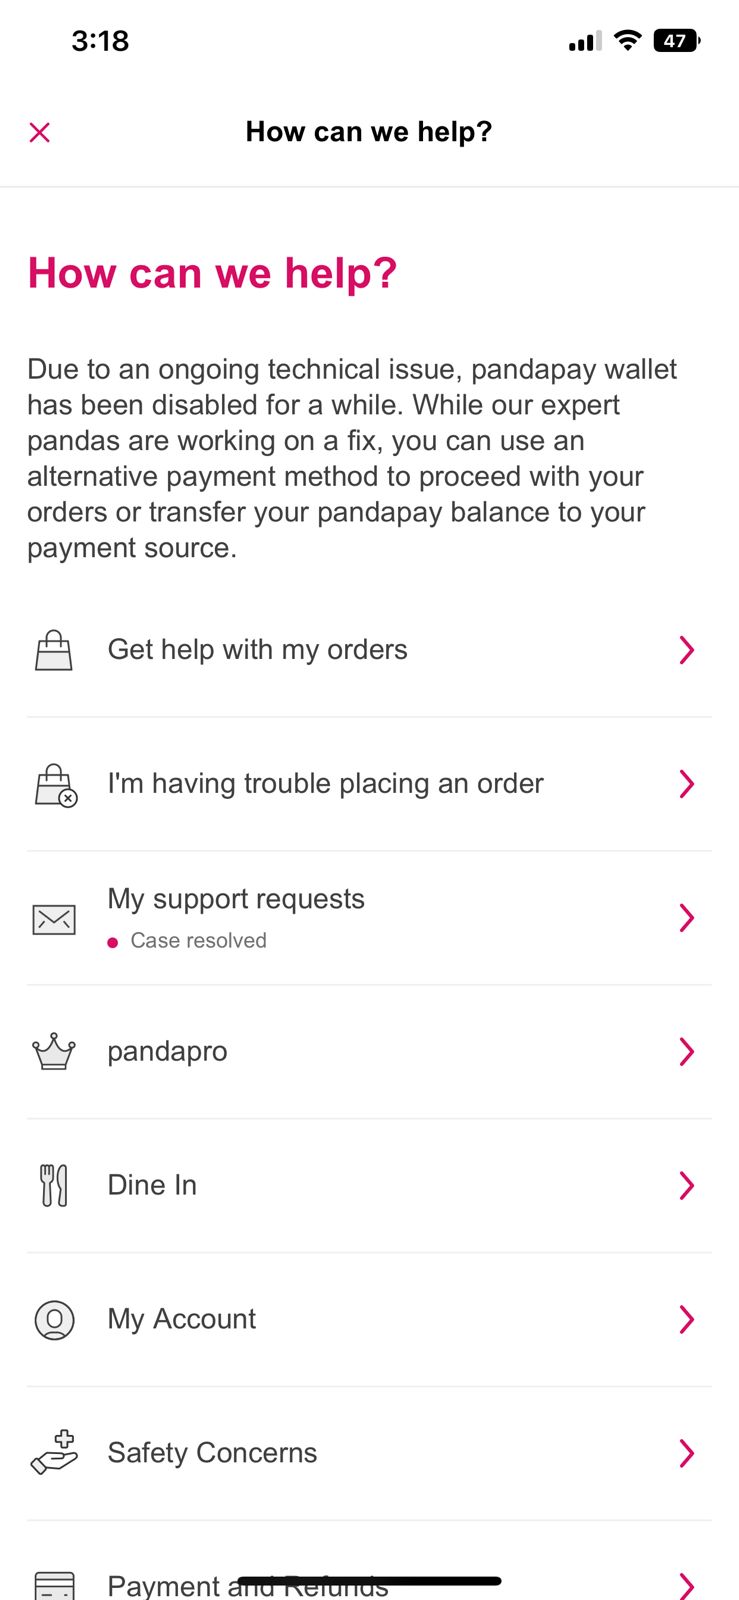 3:18
47
How can we help?
How can we help?
Due to an ongoing technical issue, pandapay wallet
has been disabled for a while. While our expert
pandas are working on a fix, you can use an
alternative payment method to proceed with your
orders or transfer your pandapay balance to your
payment source.
Get help with my orders
I'm having trouble placing an order
My support requests
Case resolved
pandapro
Dine In
My Account
Safety Concerns
Payment and Refunds